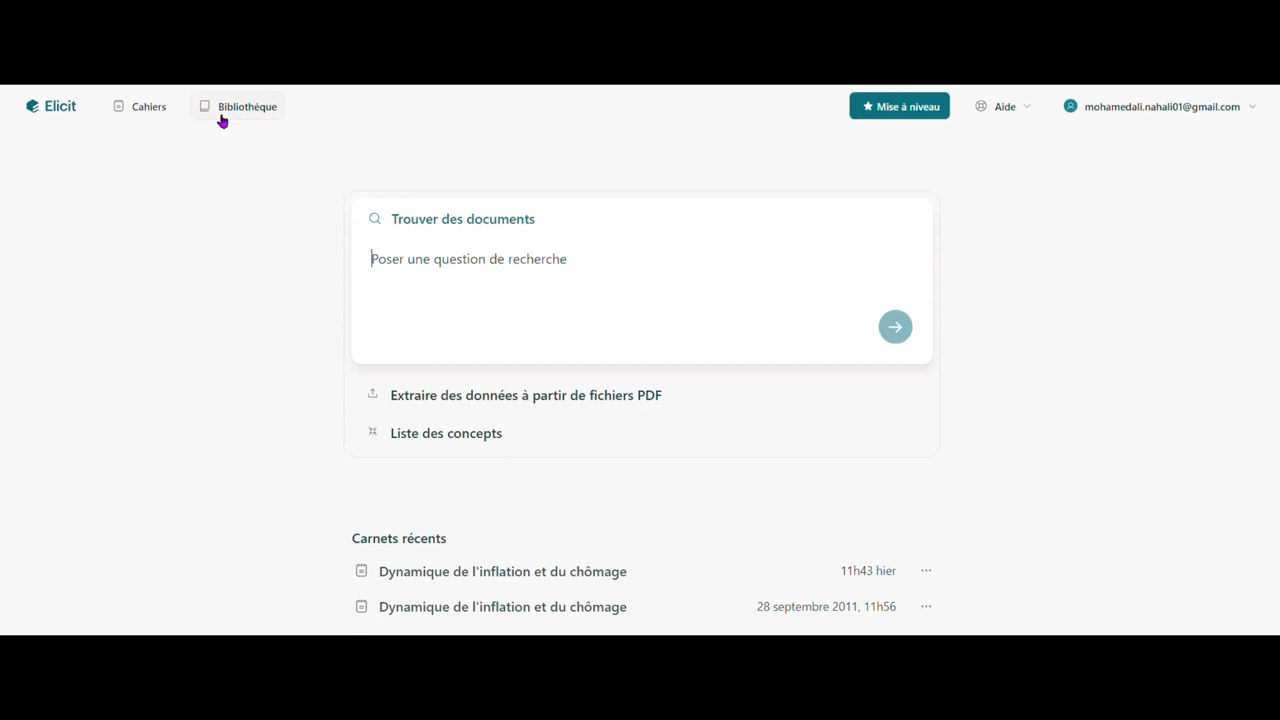 Elicit
Cahiers
Bibliothèque
Mise à niveau
Aide
mohamedali.nahali01@gmail.com
Trouver des documents
Poser une question de recherche
Extraire des données à partir de fichiers PDF
Liste des concepts
Carnets récents
Dynamique de l'inflation et du chômage 11h43 hier
Dynamique de l'inflation et du chômage 28 septembre 2011, 11h56